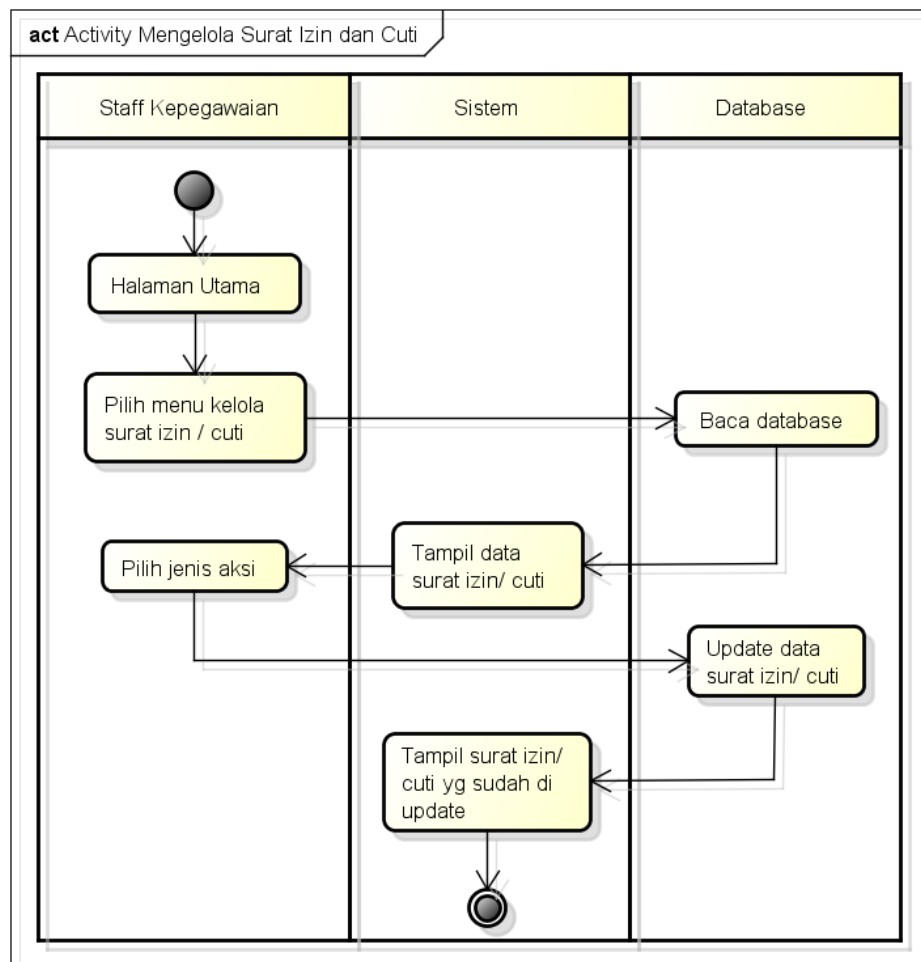 act Activity Mengelola Surat Izin dan Cuti
Staff Kepegawaian
Sistem
Database
Halaman Utama
Pilih menu kelola
surat izin / cuti
Baca database
Tampil data
surat izin/ cuti
Pilih jenis aksi
Update data
surat izin/ cuti
Tampil surat izin/
cuti yg sudah di
update